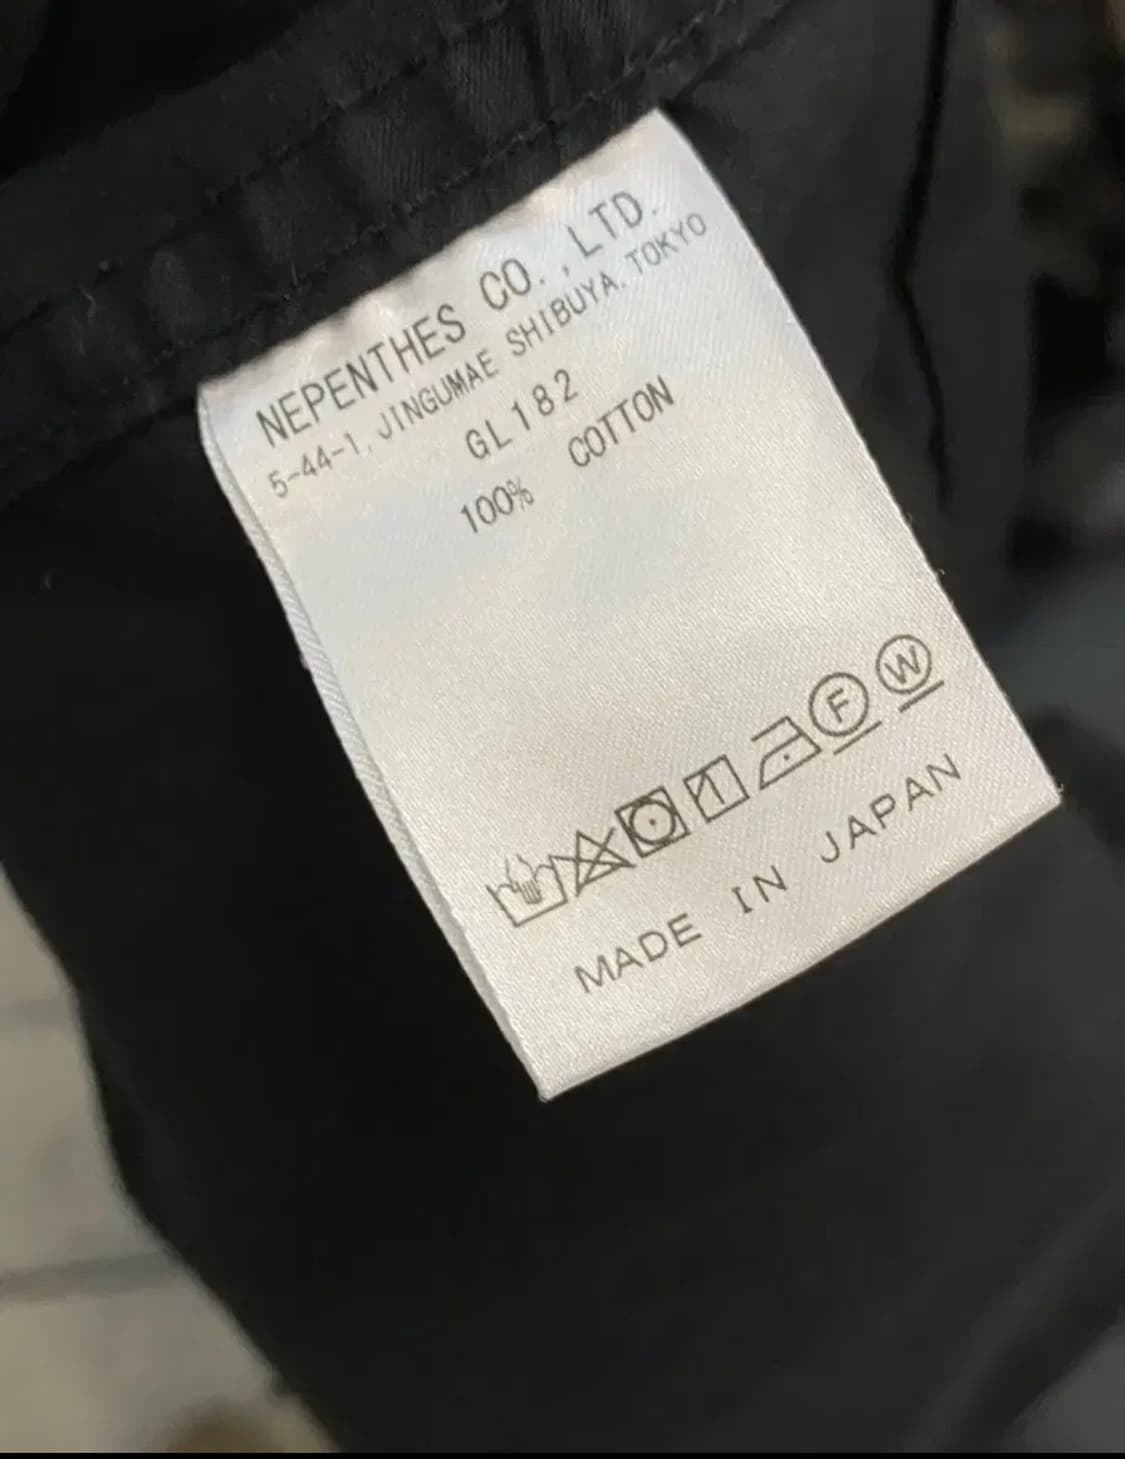 NEPENTHES CO.,LTD.
5-44-1, JINGUMAE SHIBUYA, TOKYO
GL182
100% COTTON
F W
MADE IN JAPAN